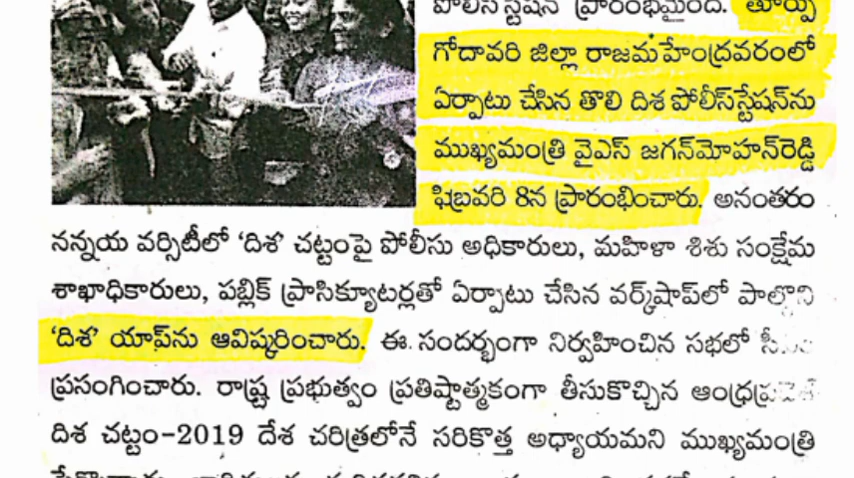 పోలీస్ స్టేషన్ ప్రారంభమైంది. తూర్పు
గోదావరి జిల్లా రాజమహేంద్రవరంలో
ఏర్పాటు చేసిన తొలి దిశ పోలీస్‌స్టేషన్‌ను
ముఖ్యమంత్రి వైఎస్ జగన్‌మోహన్‌రెడ్డి
ఫిబ్రవరి 8న ప్రారంభించారు. అనంతరం
నన్నయ వర్సిటీలో ‘దిశ’ చట్టంపై పోలీసు అధికారులు, మహిళా శిశు సంక్షేమ
శాఖాధికారులు, పబ్లిక్ ప్రాసిక్యూటర్లతో ఏర్పాటు చేసిన వర్క్‌షాప్‌లో పాల్గొని
‘దిశ’ యాప్‌ను ఆవిష్కరించారు. ఈ సందర్భంగా నిర్వహించిన సభలో
ప్రసంగించారు. రాష్ట్ర ప్రభుత్వం ప్రతిష్టాత్మకంగా తీసుకొచ్చిన ఆంధ్రప్రదేశ్
దిశ చట్టం-2019 దేశ చరిత్రలోనే సరికొత్త అధ్యాయమని ముఖ్యమంత్రి